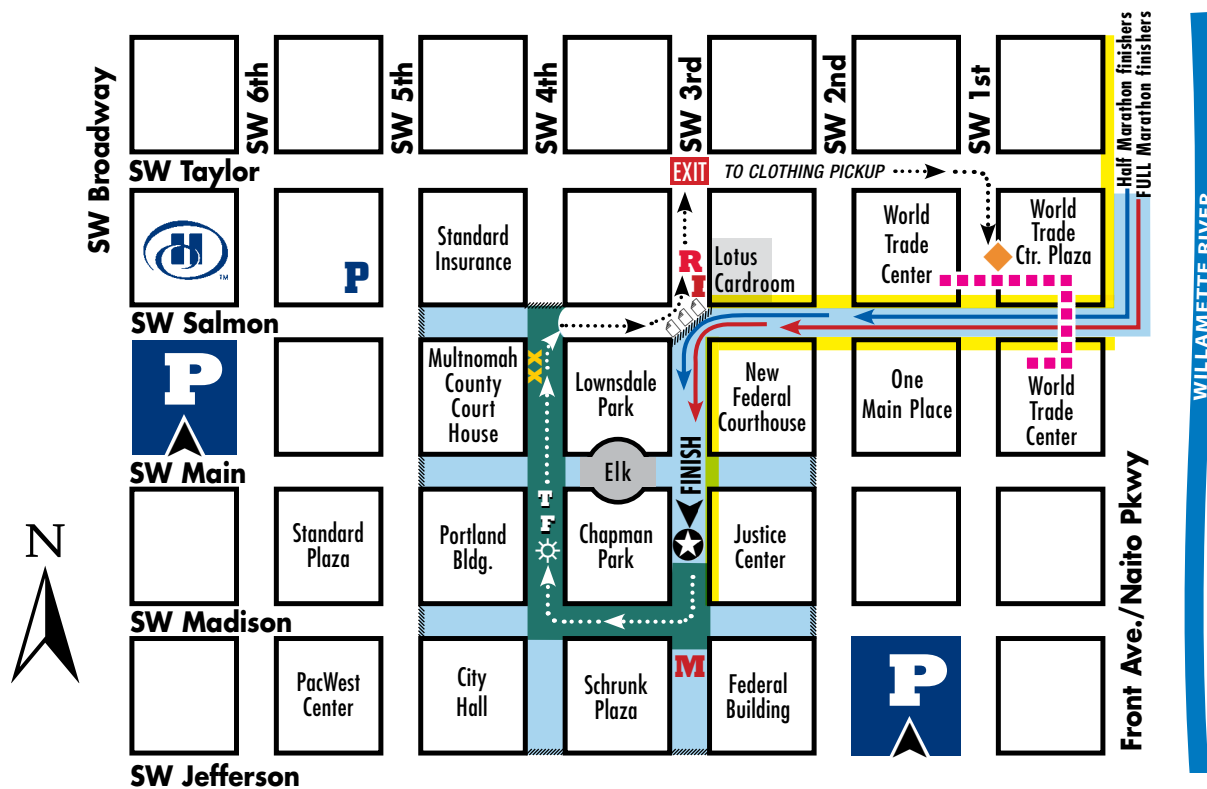 SW Broadway
SW 6th
SW 5th
SW 4th
SW 3rd
SW 2nd
SW 1st
Half Marathon finishers
FULL Marathon finishers
WILLAMETTE RIVER
SW Taylor
EXIT
TO CLOTHING PICKUP
H
TM
P
Standard
Insurance
R
I
Lotus
Cardroom
World
Trade
Center
World
Trade
Ctr. Plaza
SW Salmon
P
Multnomah
County
Court
House
XX
Lownsdale
Park
New
Federal
Courthouse
One
Main Place
World
Trade
Center
SW Main
Elk
FINISH
Front Ave./Naito Pkwy
N
Standard
Plaza
Portland
Bldg.
T
F
Chapman
Park
Justice
Center
SW Madison
PacWest
Center
City
Hall
Schrunk
Plaza
M
Federal
Building
P
SW Jefferson